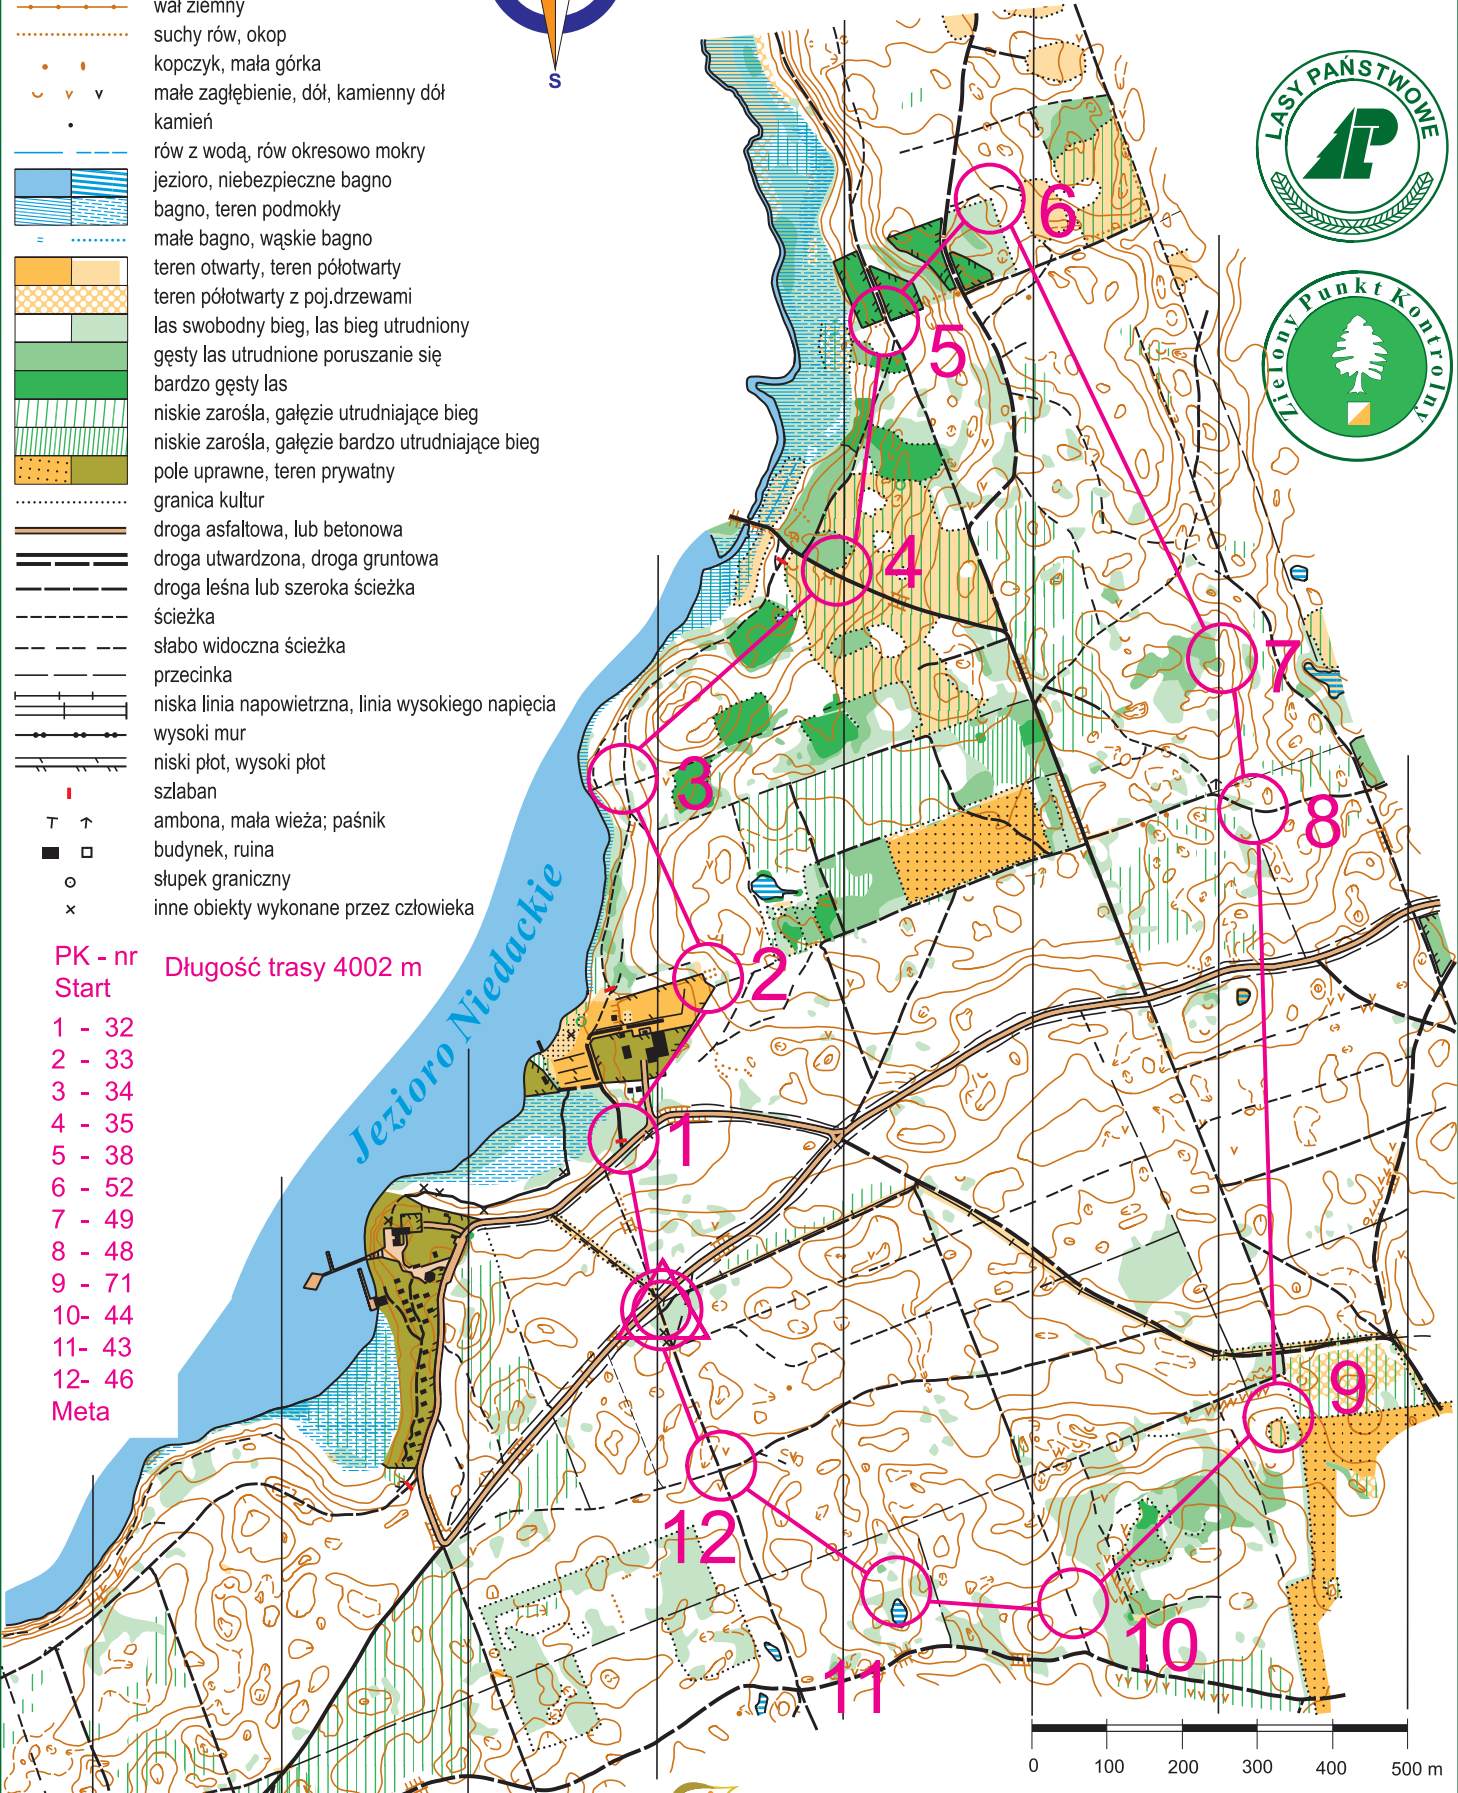 wał ziemny
suchy rów, okop
kopczyk, mała górka
małe zagłębienie, dół, kamienny dół
kamień
rów z wodą, rów okresowo mokry
jezioro, niebezpieczne bagno
bagno, teren podmokły
małe bagno, wąskie bagno
teren otwarty, teren półotwarty
teren półotwarty z poj.drzewami
las swobodny bieg, las bieg utrudniony
gęsty las utrudnione poruszanie się
bardzo gęsty las
niskie zarośla, gałęzie utrudniające bieg
niskie zarośla, gałęzie bardzo utrudniające bieg
pole uprawne, teren prywatny
granica kultur
droga asfaltowa, lub betonowa
droga utwardzona, droga gruntowa
droga leśna lub szeroka ścieżka
ścieżka
słabo widoczna ścieżka
przecinka
niska linia napowietrzna, linia wysokiego napięcia
wysoki mur
niski płot, wysoki płot
szlaban
ambona, mała wieża; paśnik
budynek, ruina
słupek graniczny
inne obiekty wykonane przez człowieka
PK - nr
Start
1 - 32
2 - 33
3 - 34
4 - 35
5 - 38
6 - 52
7 - 49
8 - 48
9 - 71
10- 44
11- 43
12- 46
Meta
Długość trasy 4002 m
S
LASY PAŃSTWOWE
LP
Zielony Punkt Kontrolny
Jezioro Niedackie
6
5
4
7
3
8
2
1
9
12
10
11
0 100 200 300 400 500 m